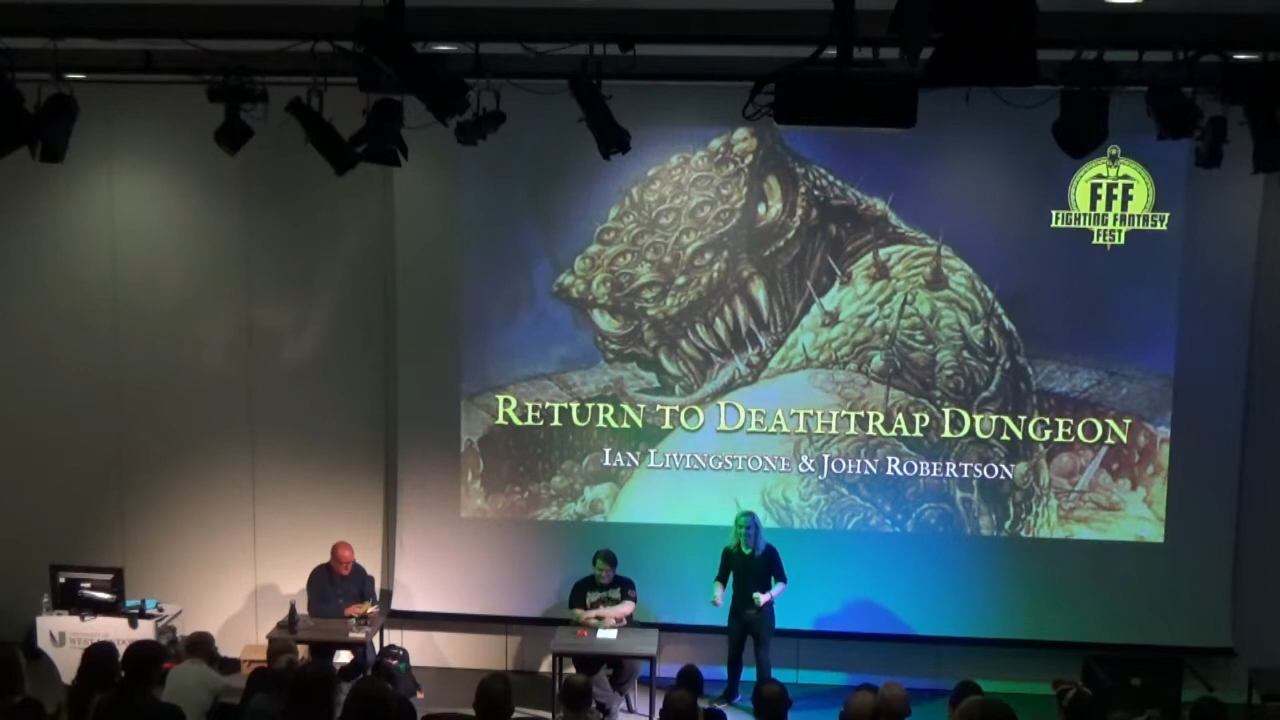 FFF
FIGHTING FANTASY
FEST
RETURN TO DEATHTRAP DUNGEON
IAN LIVINGSTONE & JOHN ROBERTSON